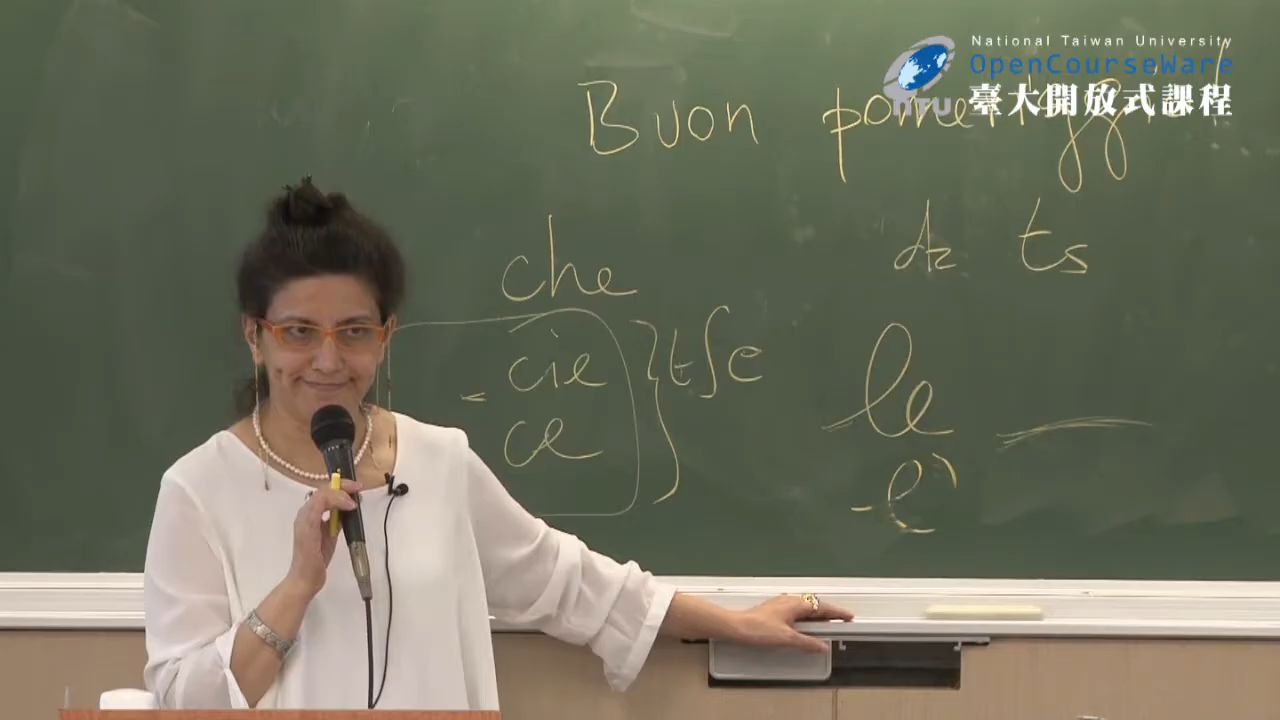 National Taiwan University
OpenCourseWare
臺大開放式課程
NTU
Buon pomeriggio!
dz ts
che
cie
ce
tʃe
le